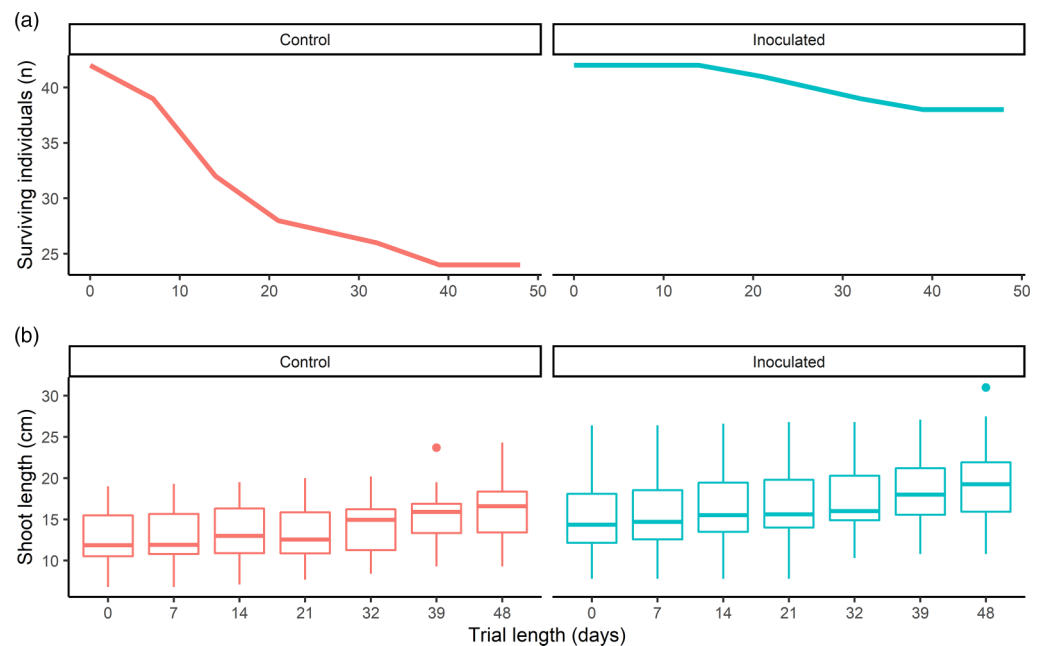 (a)
Control
Inoculated
Surviving individuals (n)
40
35
30
25
0 10 20 30 40 50
0 10 20 30 40 50
(b)
Control
Inoculated
Shoot length (cm)
30
25
20
15
10
0 7 14 21 32 39 48
0 7 14 21 32 39 48
Trial length (days)